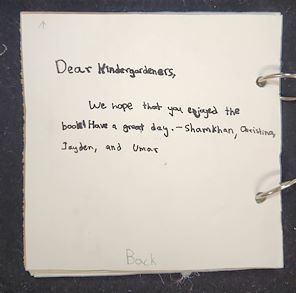 Dear Kindergardeners,
We hope that you enjoyed the
book! Have a great day. - Shamkhan, Christina,
Jayden, and Umar
Back